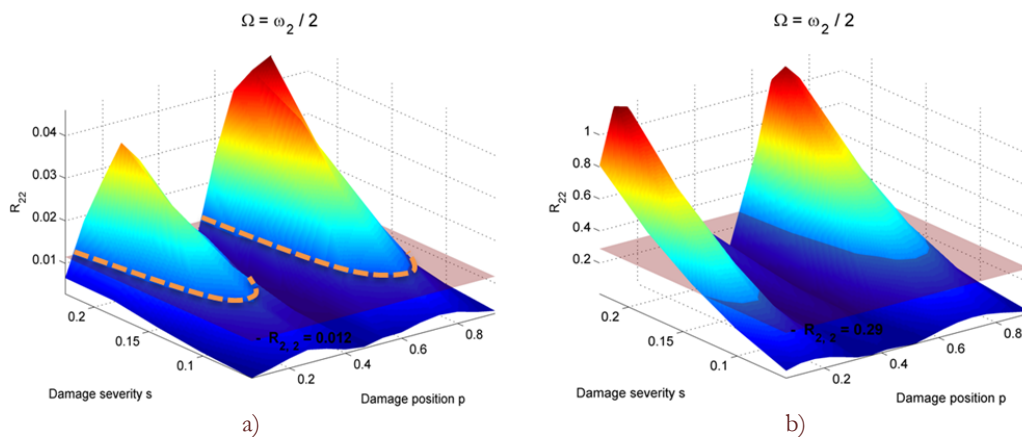 Ω = ω2 / 2
R22
0.04
0.03
0.02
0.01
- R2, 2 = 0.012
0.2
0.15
0.1
Damage severity s
0.2
0.4
0.6
0.8
Damage position p
a)
Ω = ω2 / 2
R22
1
0.8
0.6
0.4
0.2
- R2, 2 = 0.29
0.2
0.15
0.1
Damage severity s
0.2
0.4
0.6
0.8
Damage position p
b)